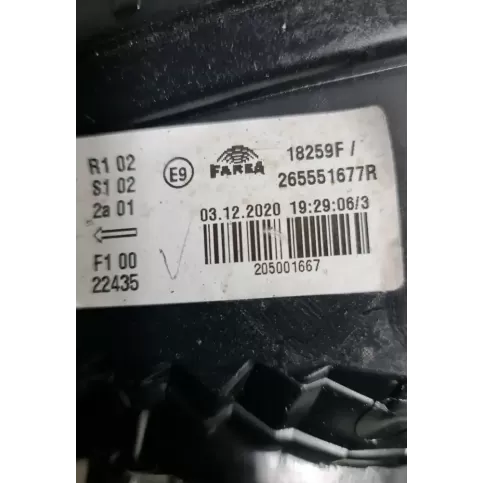 R1 02
S1 02
2a 01
F1 00
22435
E9
FARBA
18259F /
265551677R
03.12.2020 19:29:06/3
205001667